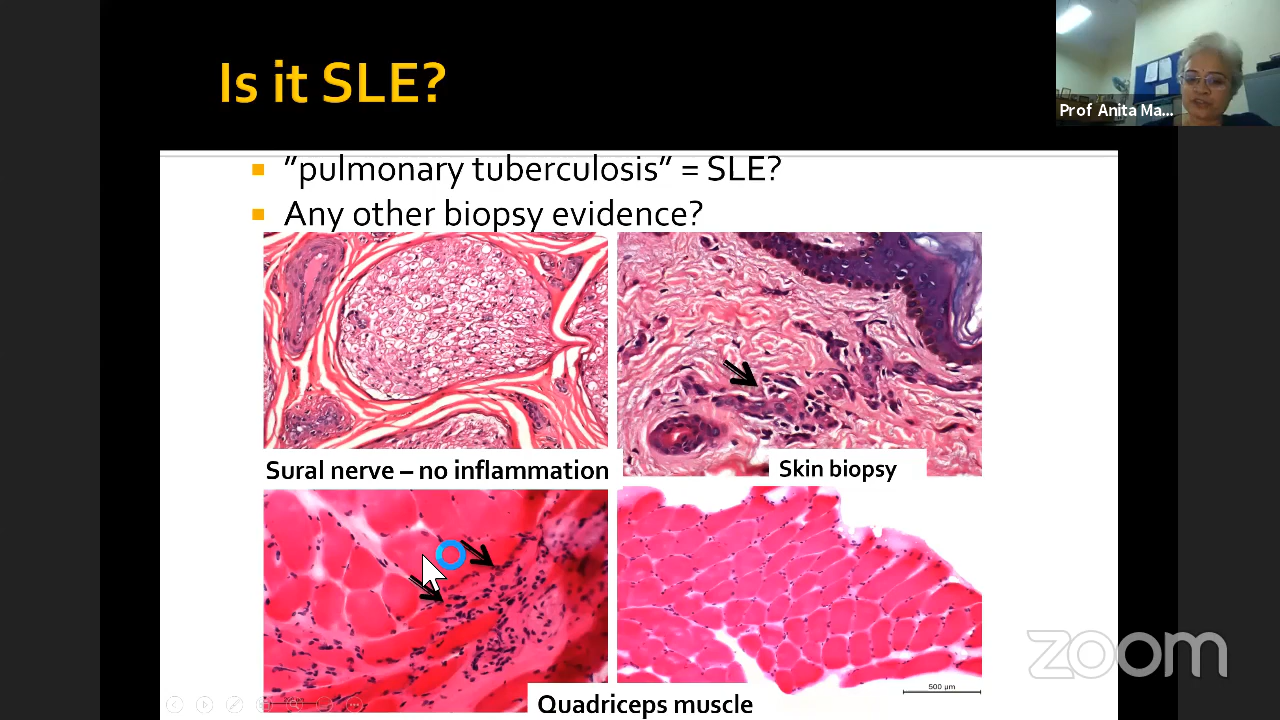 Is it SLE?
Prof Anita Ma...
"pulmonary tuberculosis" = SLE?
Any other biopsy evidence?
Sural nerve – no inflammation
Skin biopsy
500 µm
Quadriceps muscle
zoom